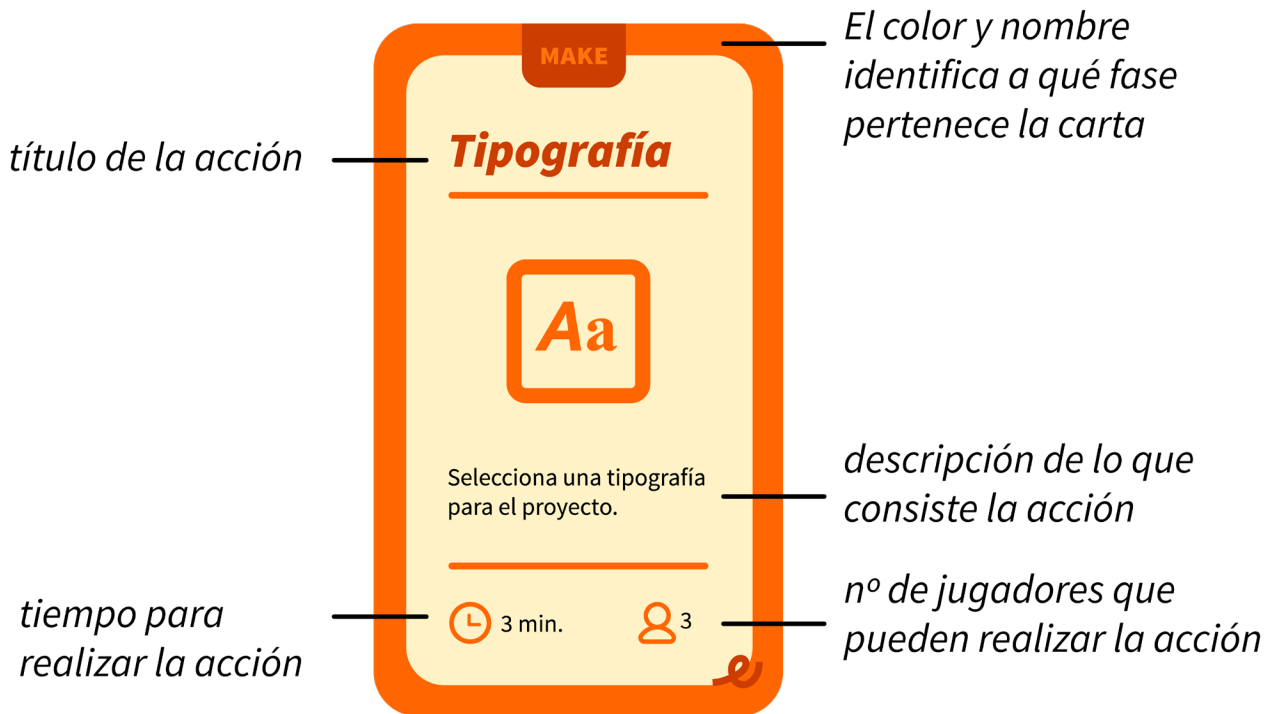 El color y nombre
identifica a qué fase
pertenece la carta
MAKE
título de la acción
Tipografía
Aa
Selecciona una tipografía
para el proyecto.
descripción de lo que
consiste la acción
tiempo para
realizar la acción
3 min.
3
nº de jugadores que
pueden realizar la acción